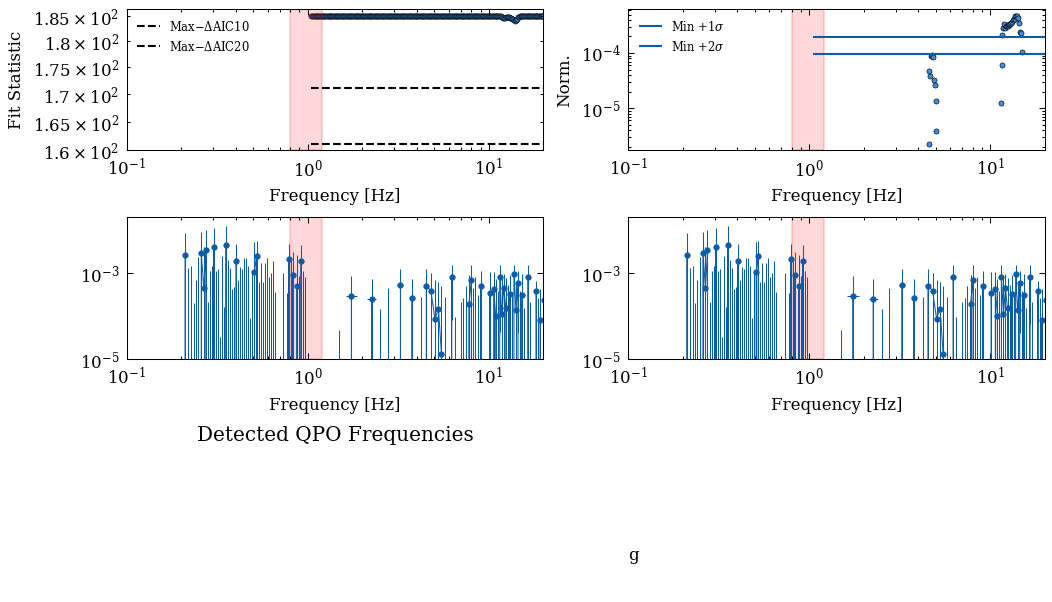 Fit Statistic
1.85 × 10²
1.8 × 10²
1.75 × 10²
1.7 × 10²
1.65 × 10²
1.6 × 10²
Max−ΔAIC10
Max−ΔAIC20
10⁻¹ 10⁰ 10¹
Frequency [Hz]
Norm.
10⁻⁴
10⁻⁵
Min +1σ
Min +2σ
10⁻¹ 10⁰ 10¹
Frequency [Hz]
10⁻³
10⁻⁵
10⁻¹ 10⁰ 10¹
Frequency [Hz]
10⁻³
10⁻⁵
10⁻¹ 10⁰ 10¹
Frequency [Hz]
Detected QPO Frequencies
g